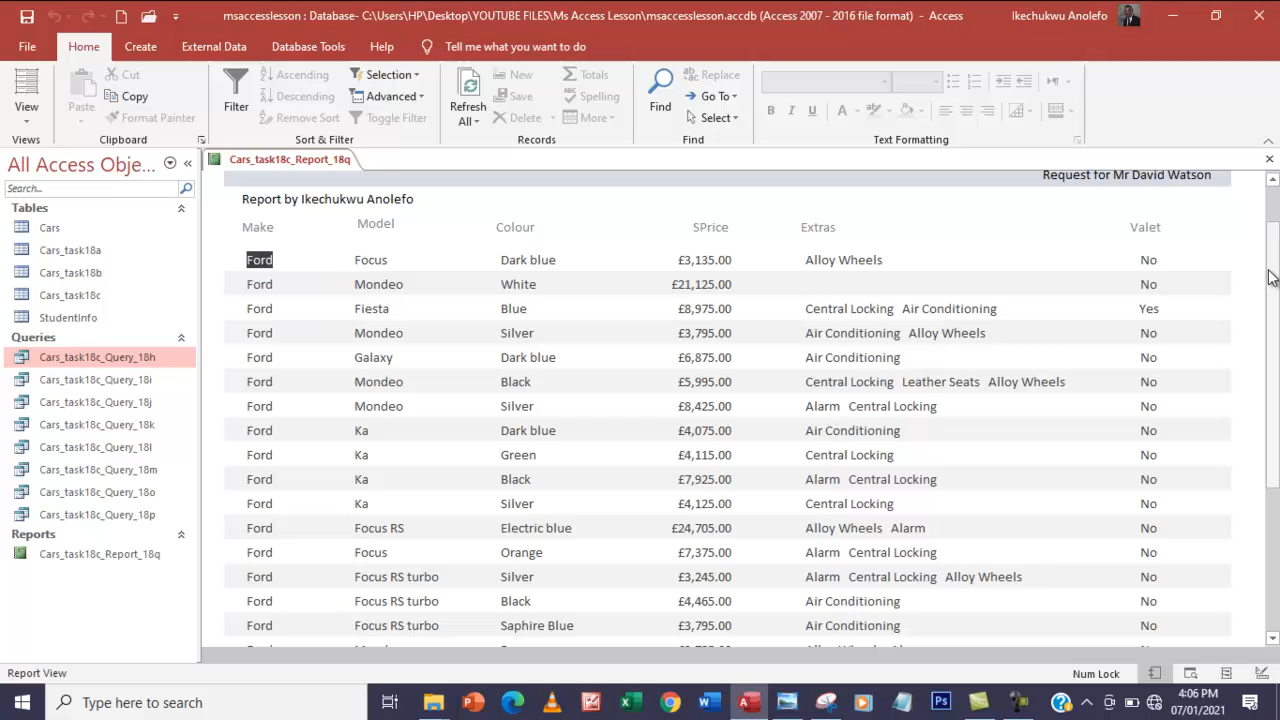 msaccesslesson : Database- C:\Users\HP\Desktop\YOUTUBE FILES\Ms Access Lesson\msaccesslesson.accdb (Access 2007 - 2016 file format) - Access
Ikechukwu Anolefo
File Home Create External Data Database Tools Help Tell me what you want to do
View
Views
Paste
Cut
Copy
Format Painter
Clipboard
Filter
Ascending
Descending
Remove Sort
Selection
Advanced
Toggle Filter
Sort & Filter
Refresh
All
New
Save
Delete
Totals
Spelling
More
Records
Find
Replace
Go To
Select
Find
B I U A
Text Formatting
All Access Obje...
Search...
Tables
Cars
Cars_task18a
Cars_task18b
Cars_task18c
StudentInfo
Queries
Cars_task18c_Query_18h
Cars_task18c_Query_18i
Cars_task18c_Query_18j
Cars_task18c_Query_18k
Cars_task18c_Query_18l
Cars_task18c_Query_18m
Cars_task18c_Query_18o
Cars_task18c_Query_18p
Reports
Cars_task18c_Report_18q
Cars_task18c_Report_18q
Request for Mr David Watson
Report by Ikechukwu Anolefo
Make Model Colour SPrice Extras Valet
Ford Focus Dark blue £3,135.00 Alloy Wheels No
Ford Mondeo White £21,125.00 No
Ford Fiesta Blue £8,975.00 Central Locking Air Conditioning Yes
Ford Mondeo Silver £3,795.00 Air Conditioning Alloy Wheels No
Ford Galaxy Dark blue £6,875.00 Air Conditioning No
Ford Mondeo Black £5,995.00 Central Locking Leather Seats Alloy Wheels No
Ford Mondeo Silver £8,425.00 Alarm Central Locking No
Ford Ka Dark blue £4,075.00 Air Conditioning No
Ford Ka Green £4,115.00 Central Locking No
Ford Ka Black £7,925.00 Alarm Central Locking No
Ford Ka Silver £4,125.00 Central Locking No
Ford Focus RS Electric blue £24,705.00 Alloy Wheels Alarm No
Ford Focus Orange £7,375.00 Alarm Central Locking No
Ford Focus RS turbo Silver £3,245.00 Alarm Central Locking Alloy Wheels No
Ford Focus RS turbo Black £4,465.00 Air Conditioning No
Ford Focus RS turbo Saphire Blue £3,795.00 Air Conditioning No
Report View
Num Lock
Type here to search
4:06 PM
07/01/2021